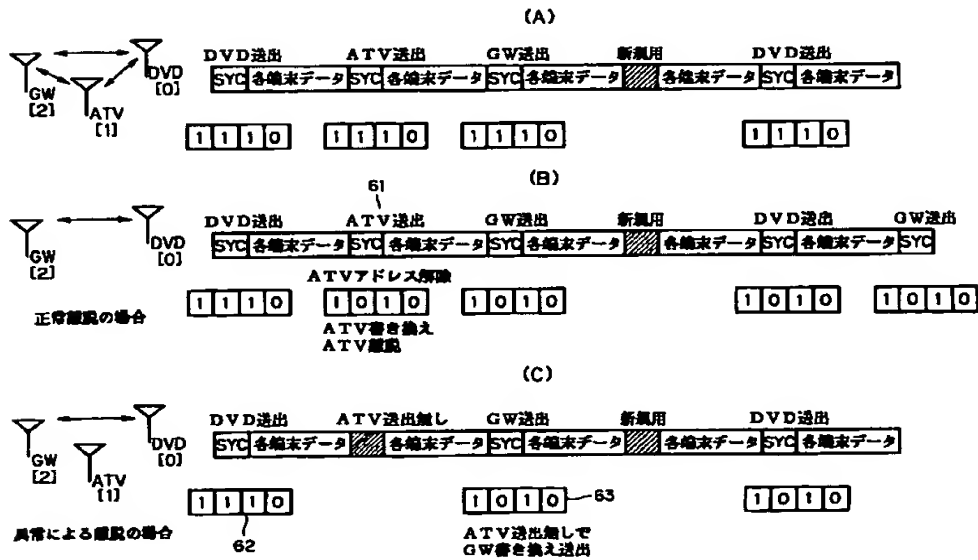 (A)
DVD送出 ATV送出 GW送出 新規用 DVD送出
SYC 各端末データ SYC 各端末データ SYC 各端末データ 各端末データ SYC 各端末データ
GW
[2]
ATV
[1]
DVD
[0]
1 1 1 0 1 1 1 0 1 1 1 0 1 1 1 0
(B)
61
DVD送出 ATV送出 GW送出 新規用 DVD送出 GW送出
SYC 各端末データ SYC 各端末データ SYC 各端末データ 各端末データ SYC 各端末データ SYC
GW
[2]
DVD
[0]
ATVアドレス解除
1 1 1 0 1 0 1 0 1 0 1 0 1 0 1 0 1 0 1 0
正常離脱の場合
ATV書き換え
ATV離脱
(C)
DVD送出 ATV送出無し GW送出 新規用 DVD送出
SYC 各端末データ 各端末データ SYC 各端末データ 各端末データ SYC 各端末データ
GW
[2]
ATV
[1]
DVD
[0]
1 1 1 0 1 0 1 0 1 0 1 0
62
63
異常による離脱の場合
ATV送出無しで
GW書き換え送出